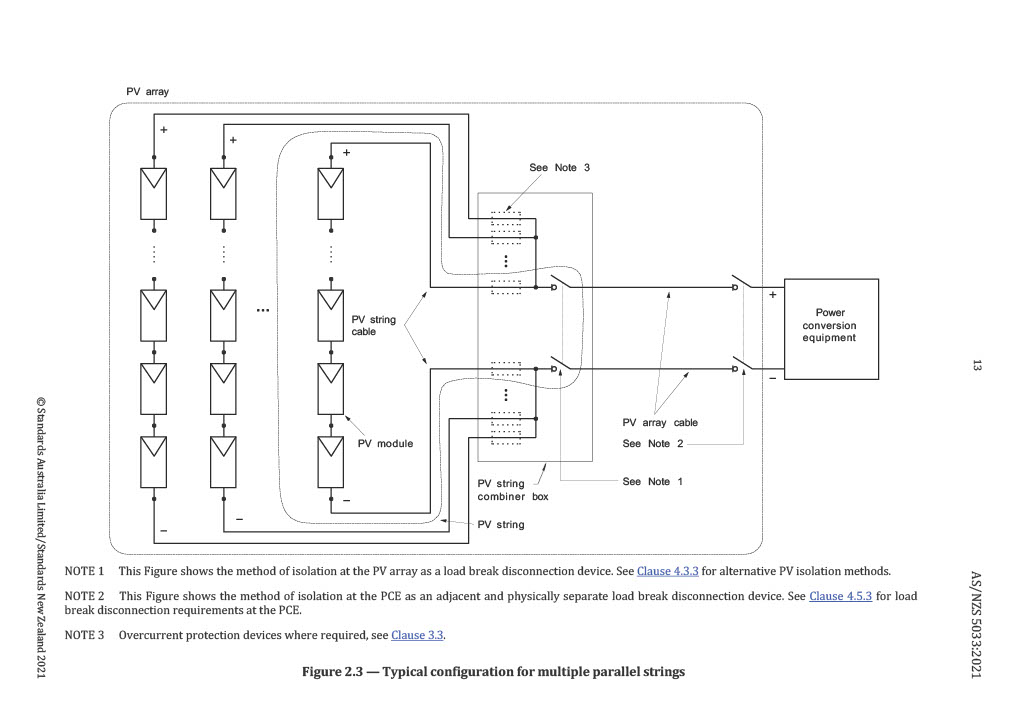 PV array
+
+
+
See Note 3
PV string
cable
+
Power
conversion
equipment
−
PV array cable
PV module
See Note 2
PV string
combiner box
See Note 1
−
−
−
PV string
NOTE 1 This Figure shows the method of isolation at the PV array as a load break disconnection device. See Clause 4.3.3 for alternative PV isolation methods.
NOTE 2 This Figure shows the method of isolation at the PCE as an adjacent and physically separate load break disconnection device. See Clause 4.5.3 for load
break disconnection requirements at the PCE.
NOTE 3 Overcurrent protection devices where required, see Clause 3.3.
Figure 2.3 — Typical configuration for multiple parallel strings
13
AS/NZS 5033:2021
© Standards Australia Limited/Standards New Zealand 2021